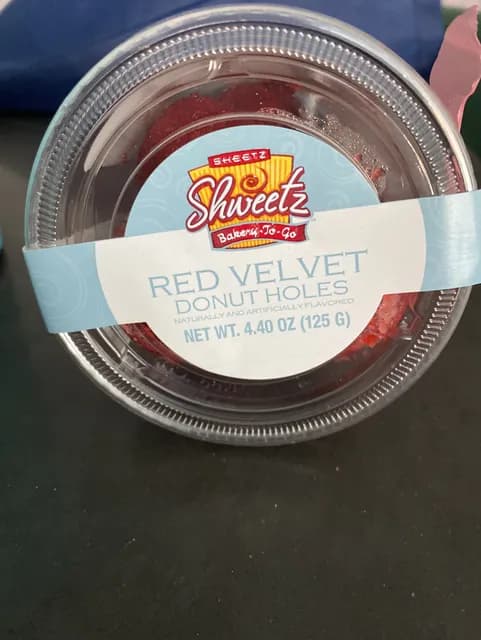 SHEETZ
Shweetz
Bakery-To-Go
RED VELVET
DONUT HOLES
NATURALLY AND ARTIFICIALLY FLAVORED
NET WT. 4.40 OZ (125 G)